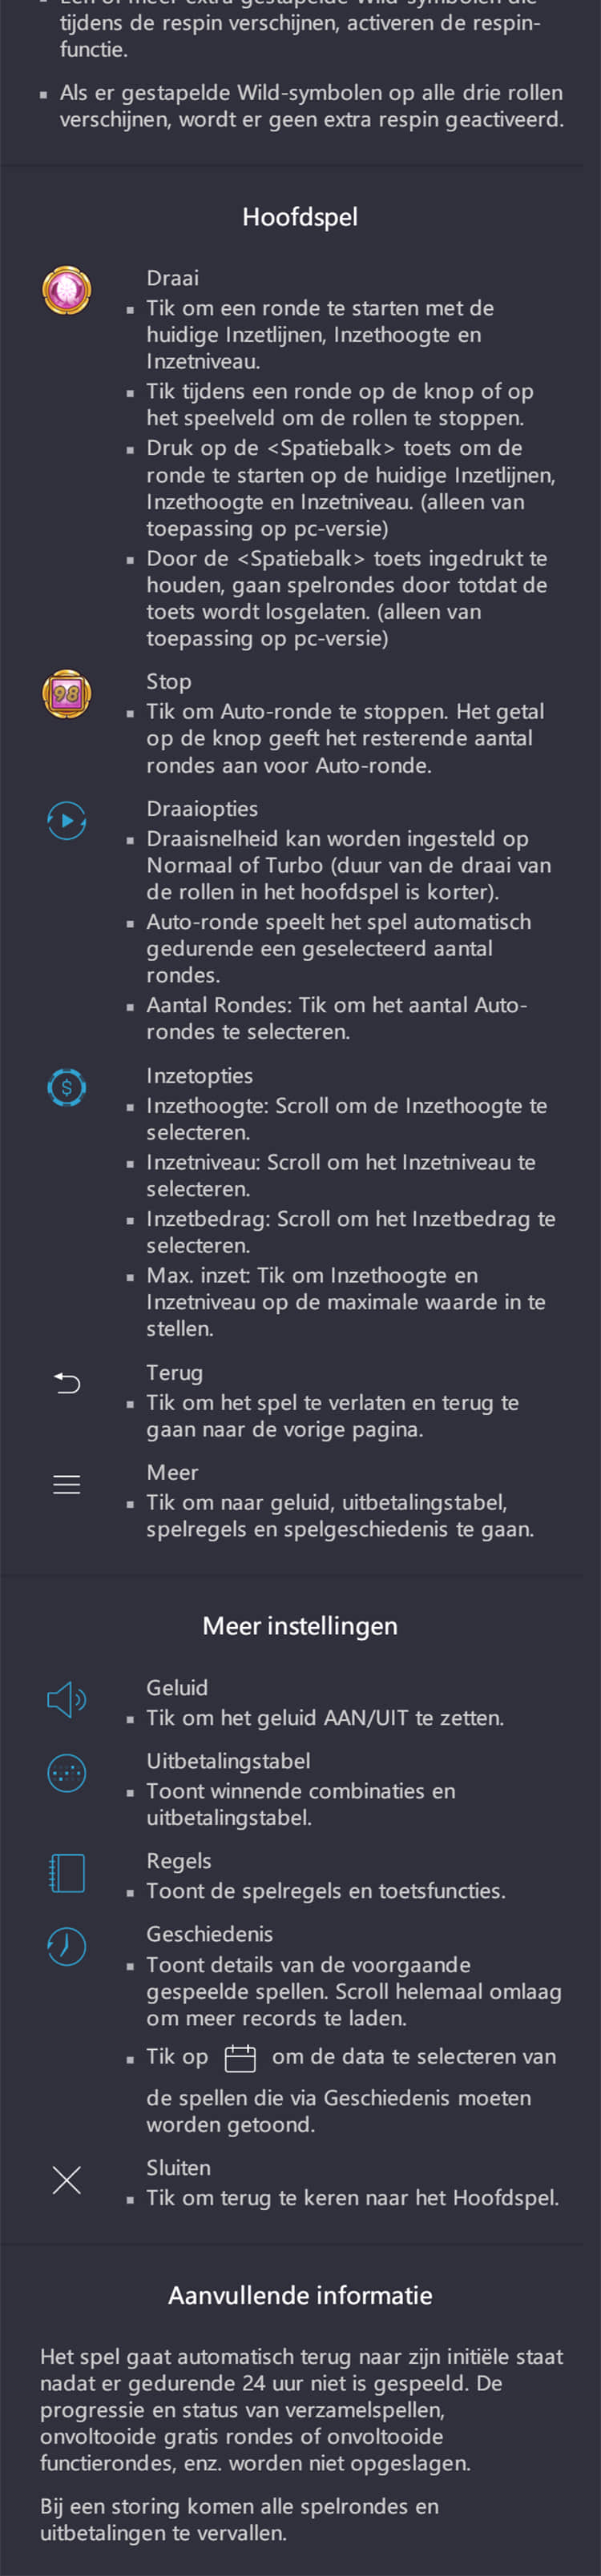 tijdens de respin verschijnen, activeren de respin-
functie.
▪ Als er gestapelde Wild-symbolen op alle drie rollen
verschijnen, wordt er geen extra respin geactiveerd.
Hoofdspel
Draai
▪ Tik om een ronde te starten met de
huidige Inzetlijnen, Inzethoogte en
Inzetniveau.
▪ Tik tijdens een ronde op de knop of op
het speelveld om de rollen te stoppen.
▪ Druk op de <Spatiebalk> toets om de
ronde te starten op de huidige Inzetlijnen,
Inzethoogte en Inzetniveau. (alleen van
toepassing op pc-versie)
▪ Door de <Spatiebalk> toets ingedrukt te
houden, gaan spelrondes door totdat de
toets wordt losgelaten. (alleen van
toepassing op pc-versie)
98
Stop
▪ Tik om Auto-ronde te stoppen. Het getal
op de knop geeft het resterende aantal
rondes aan voor Auto-ronde.
Draaiopties
▪ Draaisnelheid kan worden ingesteld op
Normaal of Turbo (duur van de draai van
de rollen in het hoofdspel is korter).
▪ Auto-ronde speelt het spel automatisch
gedurende een geselecteerd aantal
rondes.
▪ Aantal Rondes: Tik om het aantal Auto-
rondes te selecteren.
$
Inzetopties
▪ Inzethoogte: Scroll om de Inzethoogte te
selecteren.
▪ Inzetniveau: Scroll om het Inzetniveau te
selecteren.
▪ Inzetbedrag: Scroll om het Inzetbedrag te
selecteren.
▪ Max. inzet: Tik om Inzethoogte en
Inzetniveau op de maximale waarde in te
stellen.
Terug
▪ Tik om het spel te verlaten en terug te
gaan naar de vorige pagina.
Meer
▪ Tik om naar geluid, uitbetalingstabel,
spelregels en spelgeschiedenis te gaan.
Meer instellingen
Geluid
▪ Tik om het geluid AAN/UIT te zetten.
Uitbetalingstabel
▪ Toont winnende combinaties en
uitbetalingstabel.
Regels
▪ Toont de spelregels en toetsfuncties.
Geschiedenis
▪ Toont details van de voorgaande
gespeelde spellen. Scroll helemaal omlaag
om meer records te laden.
▪ Tik op om de data te selecteren van
de spellen die via Geschiedenis moeten
worden getoond.
Sluiten
▪ Tik om terug te keren naar het Hoofdspel.
Aanvullende informatie
Het spel gaat automatisch terug naar zijn initiële staat
nadat er gedurende 24 uur niet is gespeeld. De
progressie en status van verzamelspellen,
onvoltooide gratis rondes of onvoltooide
functierondes, enz. worden niet opgeslagen.
Bij een storing komen alle spelrondes en
uitbetalingen te vervallen.